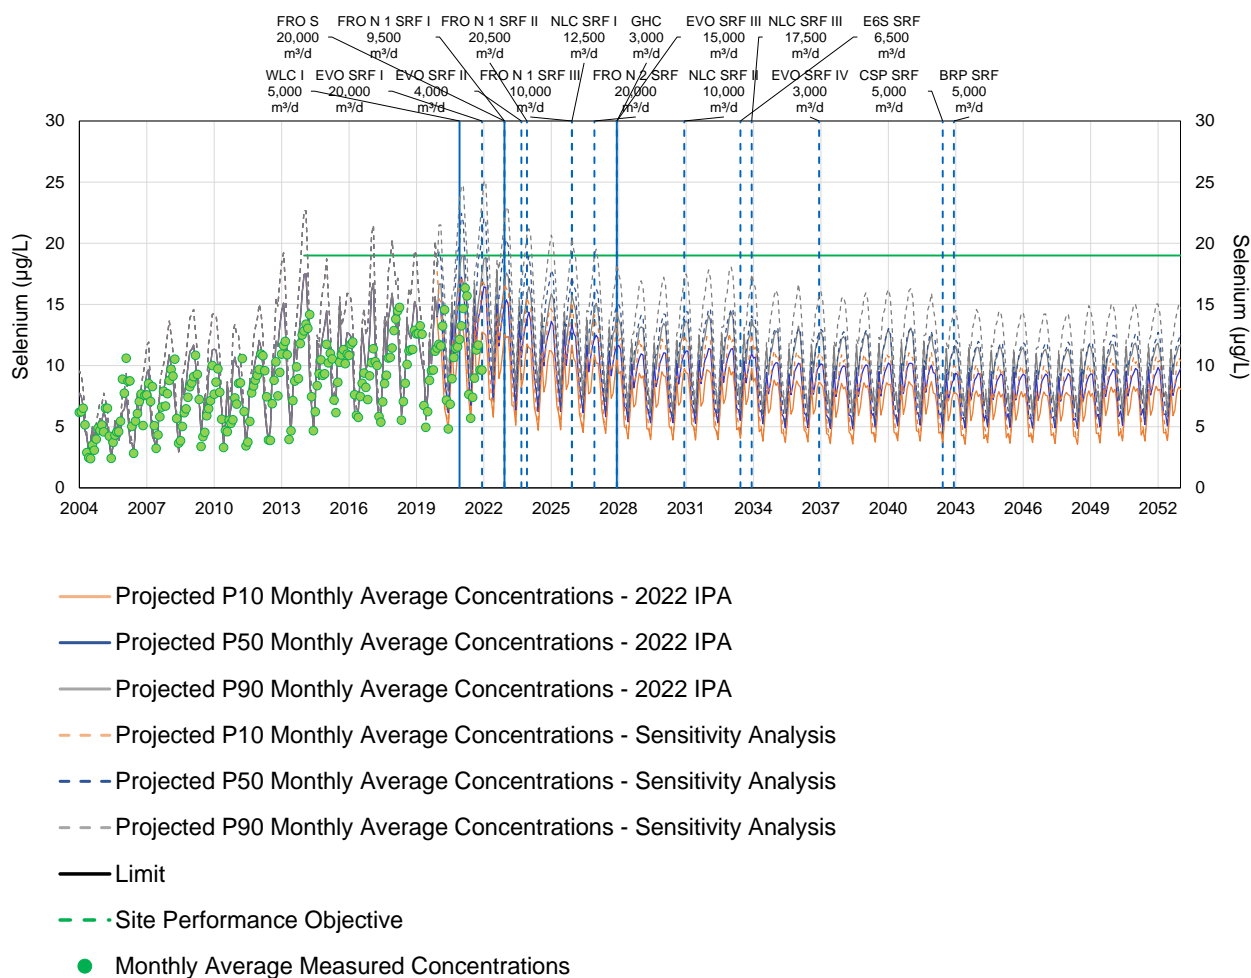 FRO S FRO N 1 SRF I FRO N 1 SRF II NLC SRF I GHC EVO SRF III NLC SRF III E6S SRF
20,000 9,500 20,500 12,500 3,000 15,000 17,500 6,500
m³/d m³/d m³/d m³/d m³/d m³/d m³/d m³/d
WLC I EVO SRF I EVO SRF II FRO N 1 SRF III FRO N 2 SRF NLC SRF II EVO SRF IV CSP SRF BRP SRF
5,000 20,000 4,000 10,000 20,000 10,000 3,000 5,000 5,000
m³/d m³/d m³/d m³/d m³/d m³/d m³/d m³/d m³/d
30 30
25 25
20 20
15 15
10 10
5 5
0 0
Selenium (µg/L)
Selenium (µg/L)
2004 2007 2010 2013 2016 2019 2022 2025 2028 2031 2034 2037 2040 2043 2046 2049 2052
Projected P10 Monthly Average Concentrations - 2022 IPA
Projected P50 Monthly Average Concentrations - 2022 IPA
Projected P90 Monthly Average Concentrations - 2022 IPA
Projected P10 Monthly Average Concentrations - Sensitivity Analysis
Projected P50 Monthly Average Concentrations - Sensitivity Analysis
Projected P90 Monthly Average Concentrations - Sensitivity Analysis
Limit
Site Performance Objective
Monthly Average Measured Concentrations